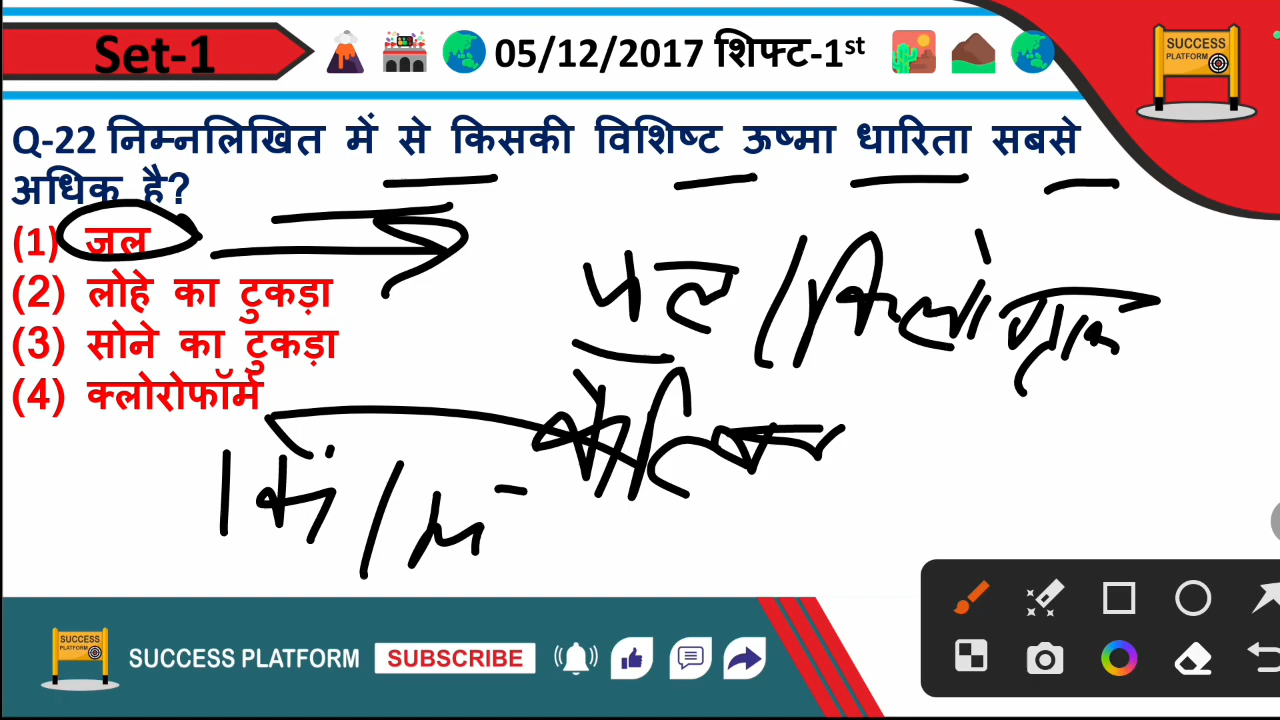 Set-1
05/12/2017 शिफ्ट-1st
SUCCESS
PLATFORM
Q-22 निम्नलिखित में से किसकी विशिष्ट ऊष्मा धारिता सबसे
अधिक है?
(1) जल
(2) लोहे का टुकड़ा
(3) सोने का टुकड़ा
(4) क्लोरोफॉर्म
SUCCESS
PLATFORM
SUCCESS PLATFORM
SUBSCRIBE